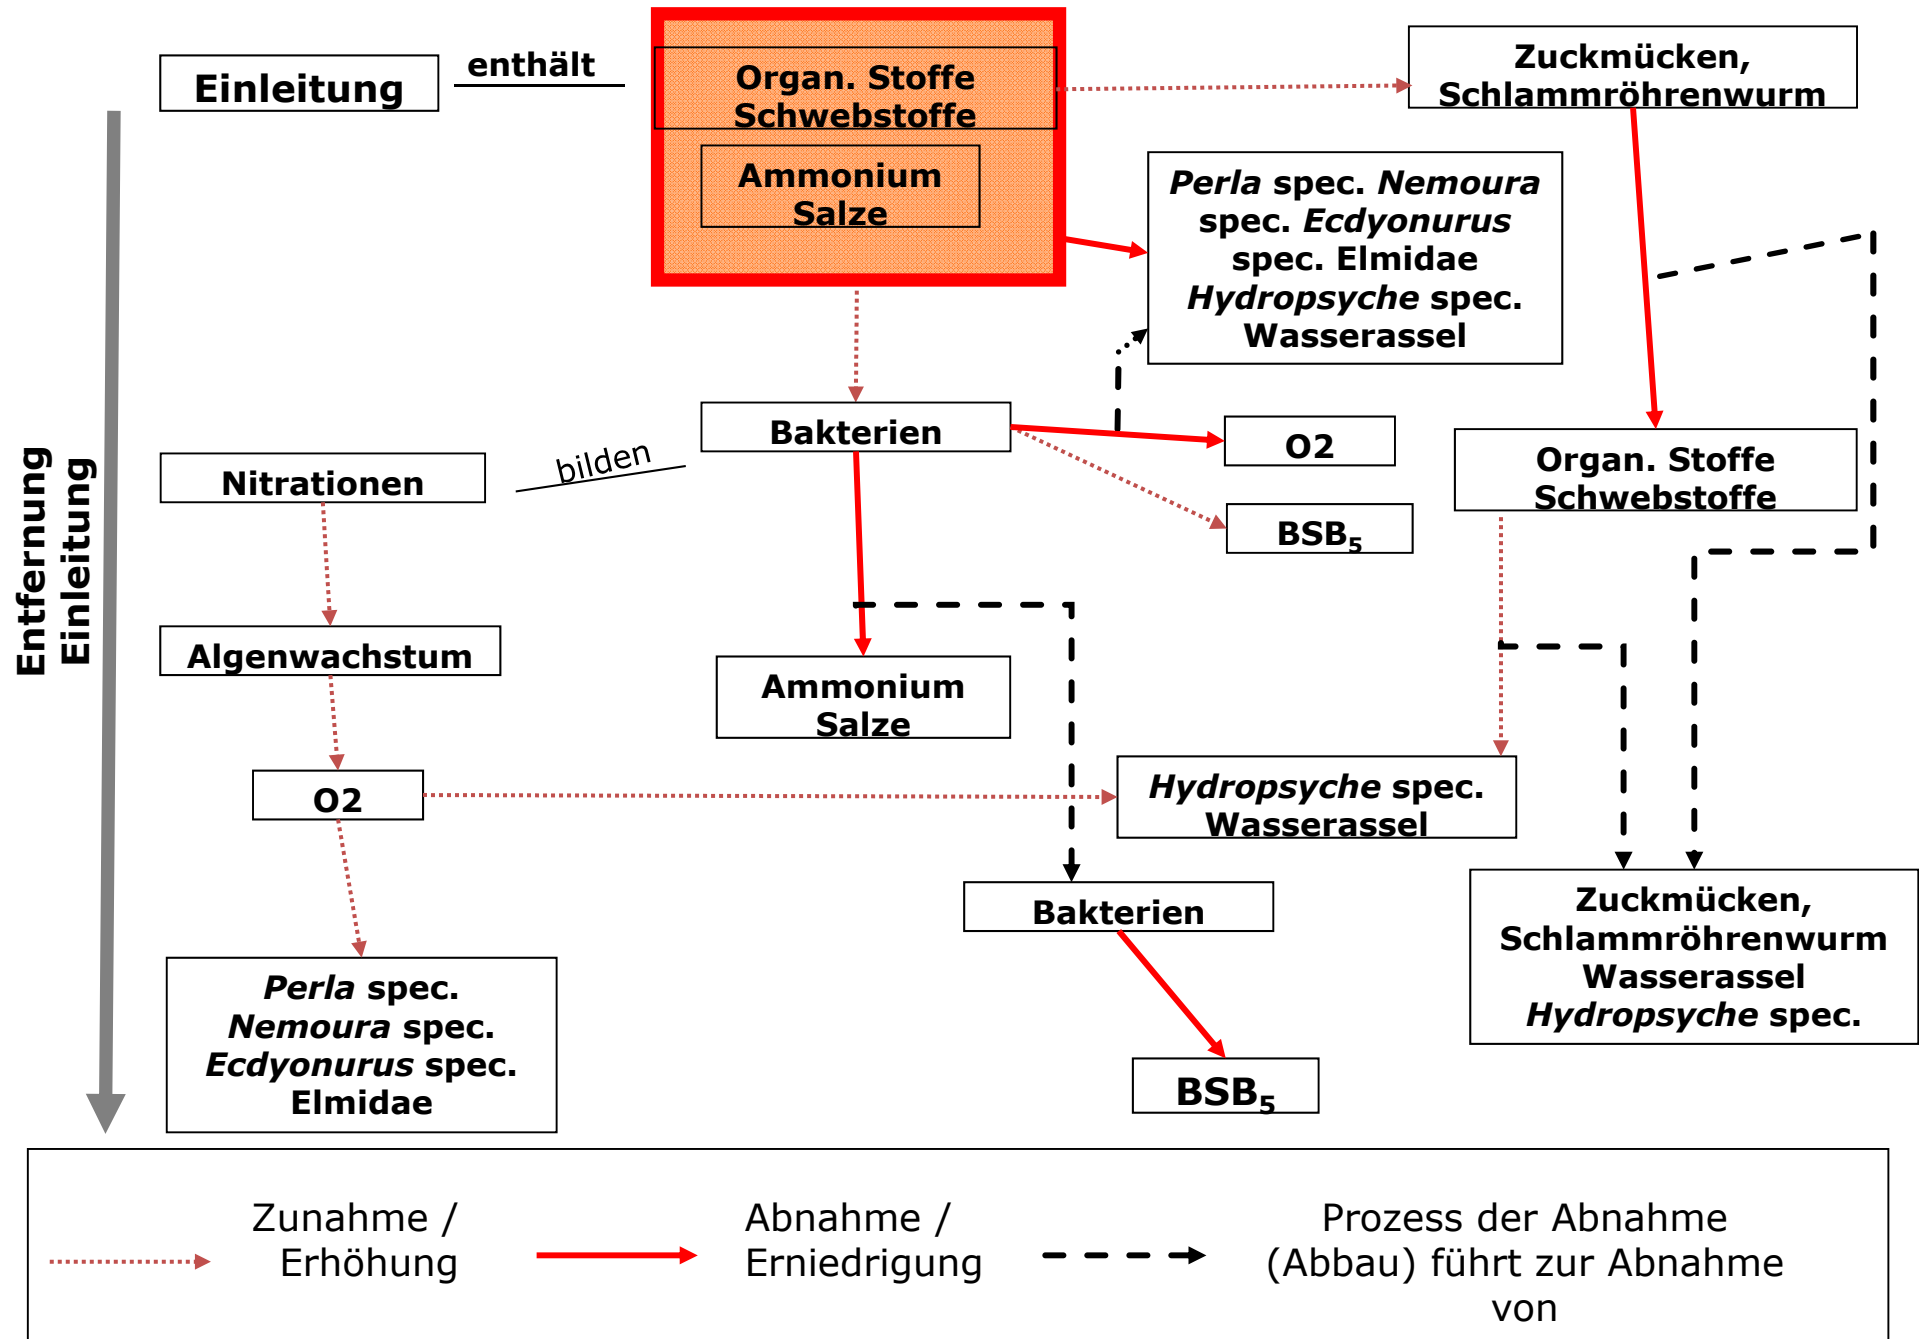 Einleitung
enthält
Organ. Stoffe
Schwebstoffe
Ammonium
Salze
Zuckmücken,
Schlammröhrenwurm
Perla spec. Nemoura
spec. Ecdyonurus
spec. Elmidae
Hydropsyche spec.
Wasserassel
Bakterien
O2
BSB5
Organ. Stoffe
Schwebstoffe
bilden
Nitrationen
Entfernung
Einleitung
Algenwachstum
Ammonium
Salze
O2
Hydropsyche spec.
Wasserassel
Bakterien
Zuckmücken,
Schlammröhrenwurm
Wasserassel
Hydropsyche spec.
Perla spec.
Nemoura spec.
Ecdyonurus spec.
Elmidae
BSB5
Zunahme /
Erhöhung
Abnahme /
Erniedrigung
Prozess der Abnahme
(Abbau) führt zur Abnahme
von